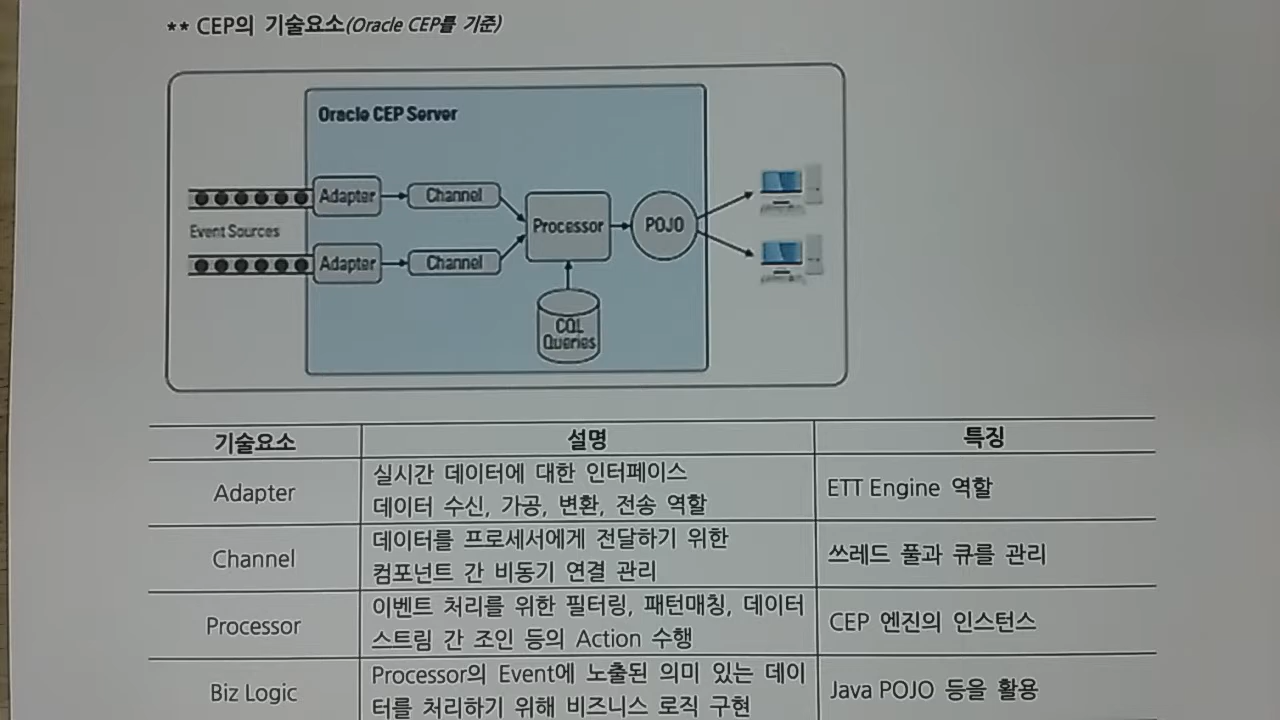 ** CEP의 기술요소(Oracle CEP를 기준)
Oracle CEP Server
Adapter
Channel
Event Sources
Processor
POJO
Adapter
Channel
CQL
Queries
기술요소 설명 특징
Adapter
실시간 데이터에 대한 인터페이스
데이터 수신, 가공, 변환, 전송 역할
ETT Engine 역할
Channel
데이터를 프로세서에게 전달하기 위한
컴포넌트 간 비동기 연결 관리
쓰레드 풀과 큐를 관리
Processor
이벤트 처리를 위한 필터링, 패턴매칭, 데이터
스트림 간 조인 등의 Action 수행
CEP 엔진의 인스턴스
Biz Logic
Processor의 Event에 노출된 의미 있는 데이
터를 처리하기 위해 비즈니스 로직 구현
Java POJO 등을 활용